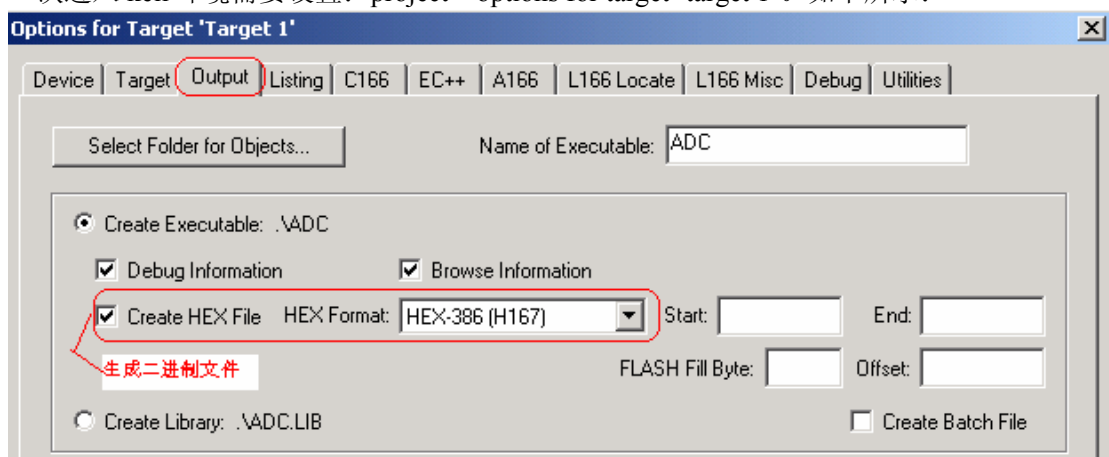 Options for Target 'Target 1'
Device Target Output Listing C166 EC++ A166 L166 Locate L166 Misc Debug Utilities
Select Folder for Objects... Name of Executable: ADC
Create Executable: .\ADC
Debug Information Browse Information
Create HEX File HEX Format: HEX-386 (H167) Start: End:
生成二进制文件
FLASH Fill Byte: Offset:
Create Library: .\ADC.LIB Create Batch File